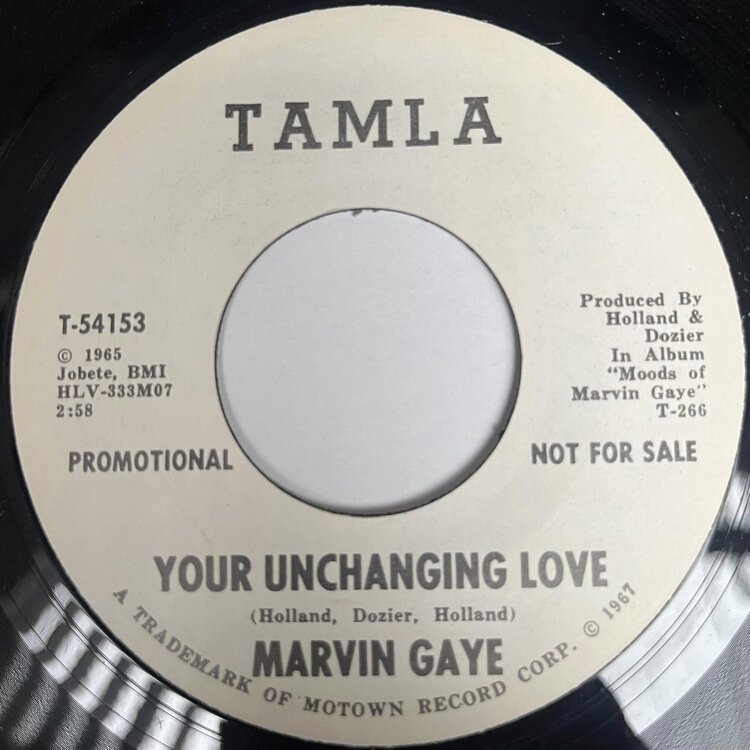 TAMLA
T-54153
© 1965
Jobete, BMI
HLV-333M07
2:58
PROMOTIONAL
Produced By
Holland &
Dozier
In Album
"Moods of
Marvin Gaye"
T-266
NOT FOR SALE
YOUR UNCHANGING LOVE
(Holland, Dozier, Holland)
MARVIN GAYE
A TRADEMARK OF MOTOWN RECORD CORP. © 1967